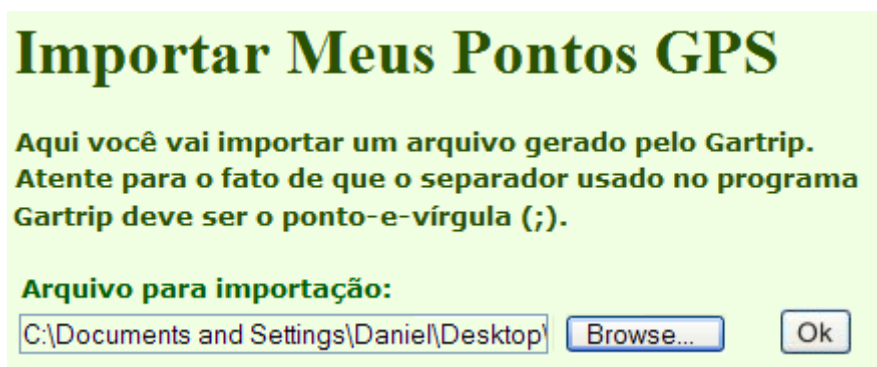 Importar Meus Pontos GPS
Aqui você vai importar um arquivo gerado pelo Gartrip.
Atente para o fato de que o separador usado no programa
Gartrip deve ser o ponto-e-vírgula (;).
Arquivo para importação:
C:\Documents and Settings\Daniel\Desktop\ Browse... Ok